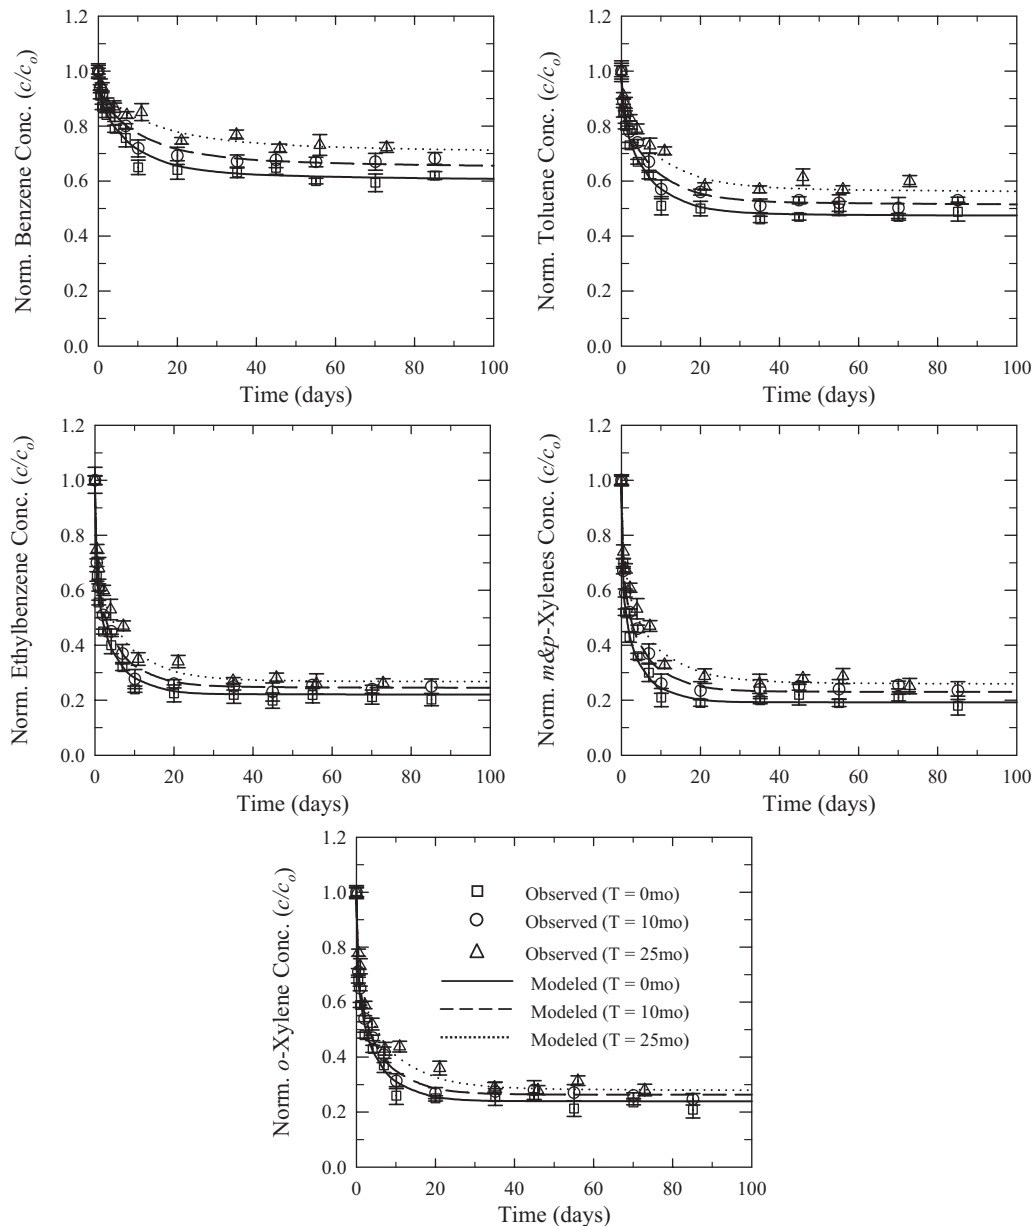 Norm. Benzene Conc. (c/cₒ)
1.2
1.0
0.8
0.6
0.4
0.2
0.0
0 20 40 60 80 100
Time (days)
Norm. Toluene Conc. (c/cₒ)
1.2
1.0
0.8
0.6
0.4
0.2
0.0
0 20 40 60 80 100
Time (days)
Norm. Ethylbenzene Conc. (c/cₒ)
1.2
1.0
0.8
0.6
0.4
0.2
0.0
0 20 40 60 80 100
Time (days)
Norm. m&p-Xylenes Conc. (c/cₒ)
1.2
1.0
0.8
0.6
0.4
0.2
0.0
0 20 40 60 80 100
Time (days)
Norm. o-Xylene Conc. (c/cₒ)
1.2
1.0
0.8
0.6
0.4
0.2
0.0
Observed (T = 0mo)
Observed (T = 10mo)
Observed (T = 25mo)
Modeled (T = 0mo)
Modeled (T = 10mo)
Modeled (T = 25mo)
0 20 40 60 80 100
Time (days)